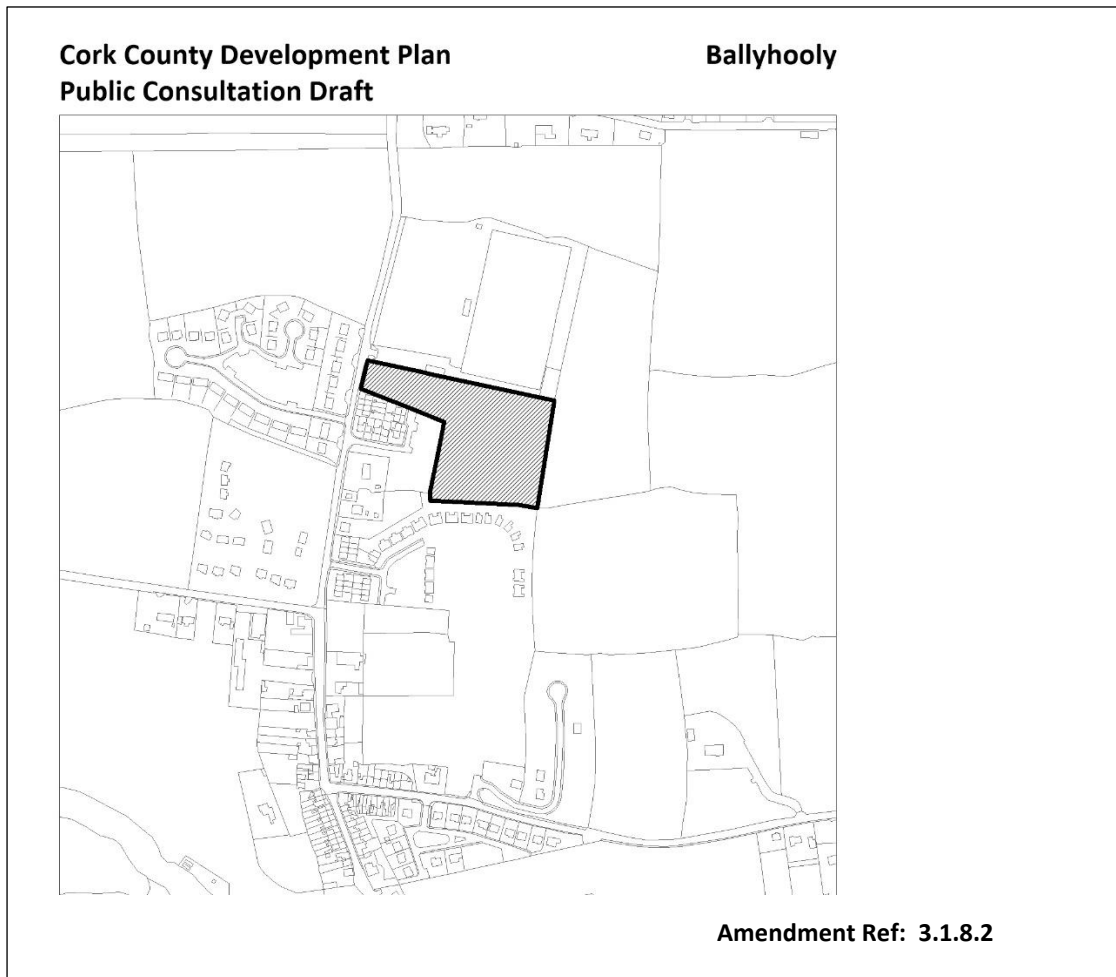 Cork County Development Plan Ballyhooly
Public Consultation Draft
Amendment Ref: 3.1.8.2